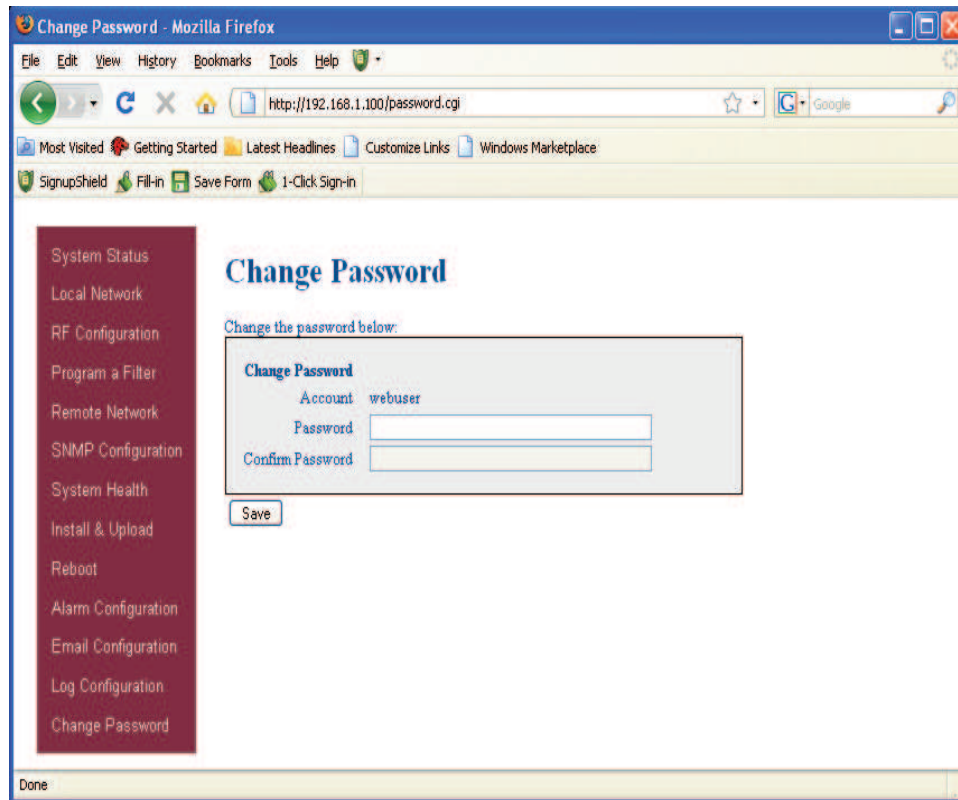 Change Password - Mozilla Firefox
File Edit View History Bookmarks Tools Help
http://192.168.1.100/password.cgi
G Google
Most Visited Getting Started Latest Headlines Customize Links Windows Marketplace
SignupShield Fill-in Save Form 1-Click Sign-in
System Status
Local Network
RF Configuration
Program a Filter
Remote Network
SNMP Configuration
System Health
Install & Upload
Reboot
Alarm Configuration
Email Configuration
Log Configuration
Change Password
Change Password
Change the password below:
Change Password
Account webuser
Password
Confirm Password
Save
Done